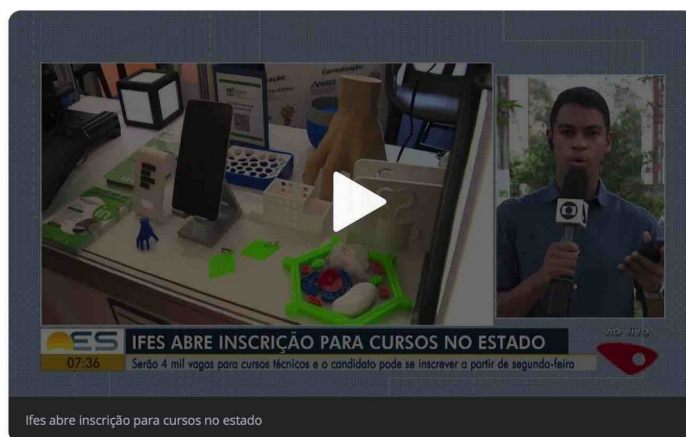 AO VIVO
ES
IFES ABRE INSCRIÇÃO PARA CURSOS NO ESTADO
07:36
Serão 4 mil vagas para cursos técnicos e o candidato pode se inscrever a partir de segunda-feira
Ifes abre inscrição para cursos no estado